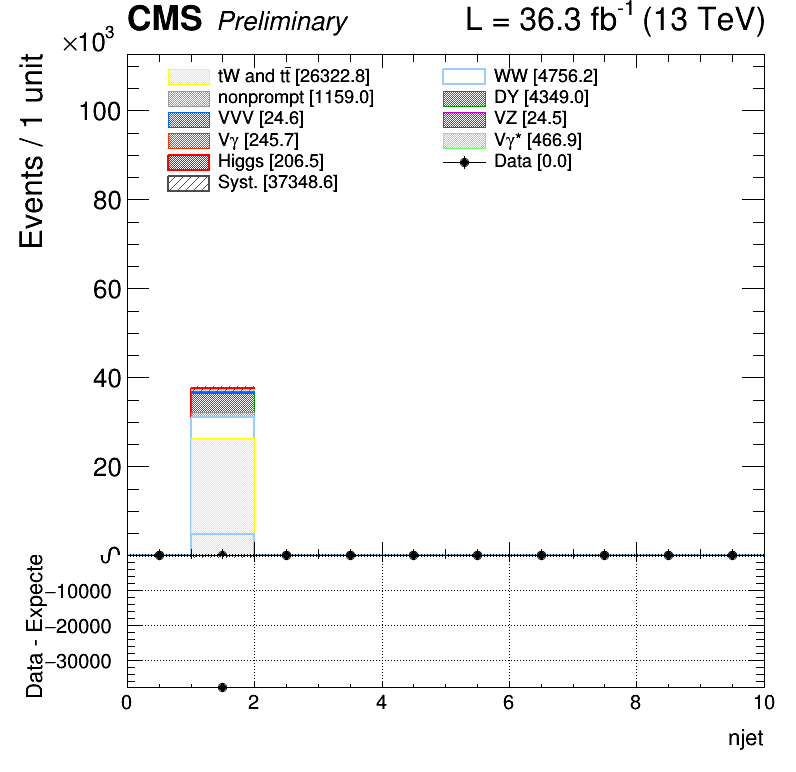 CMS Preliminary L = 36.3 fb⁻¹ (13 TeV)
×10³
Events / 1 unit
tW and tt̄ [26322.8]
nonprompt [1159.0]
VVV [24.6]
Vγ [245.7]
Higgs [206.5]
Syst. [37348.6]
WW [4756.2]
DY [4349.0]
VZ [24.5]
Vγ* [466.9]
Data [0.0]
100
80
60
40
20
Data - Expecte
−10000
−20000
−30000
0 2 4 6 8 10
njet